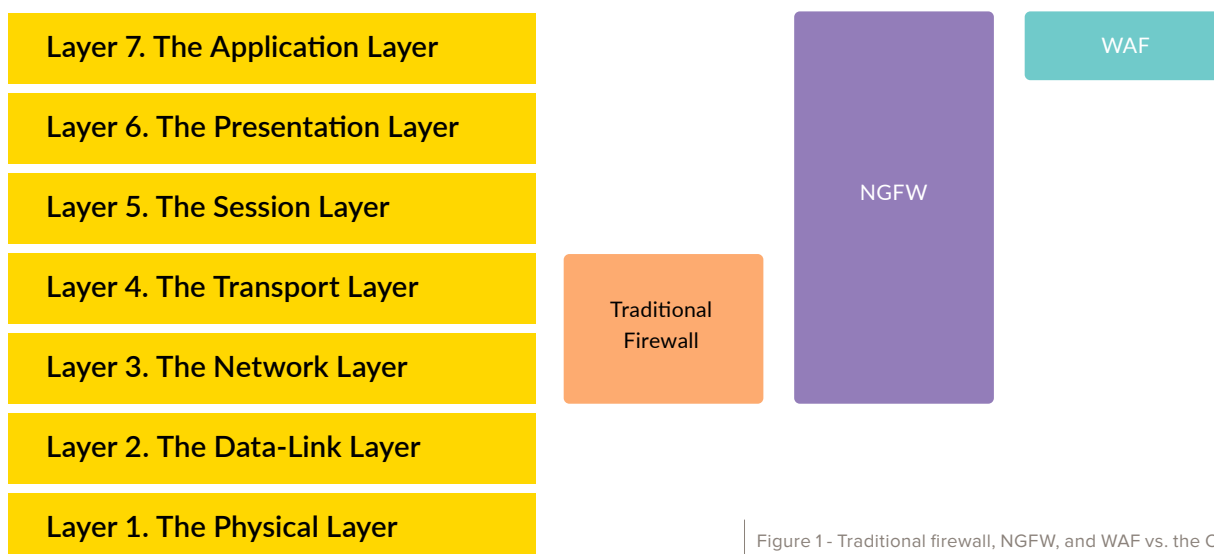 Layer 7. The Application Layer
WAF
Layer 6. The Presentation Layer
NGFW
Layer 5. The Session Layer
Layer 4. The Transport Layer
Traditional
Firewall
Layer 3. The Network Layer
Layer 2. The Data-Link Layer
Layer 1. The Physical Layer
Figure 1 - Traditional firewall, NGFW, and WAF vs. the